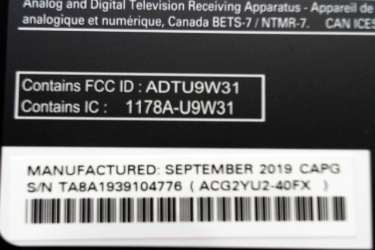 Analog and Digital Television Receiving Apparatus - Appareil de
analogique et numérique, Canada BETS-7 / NTMR-7. CAN ICES
Contains FCC ID : ADTU9W31
Contains IC : 1178A-U9W31
MANUFACTURED: SEPTEMBER 2019 CAPG
S/N TA8A1939104776 ( ACG2YU2-40FX )